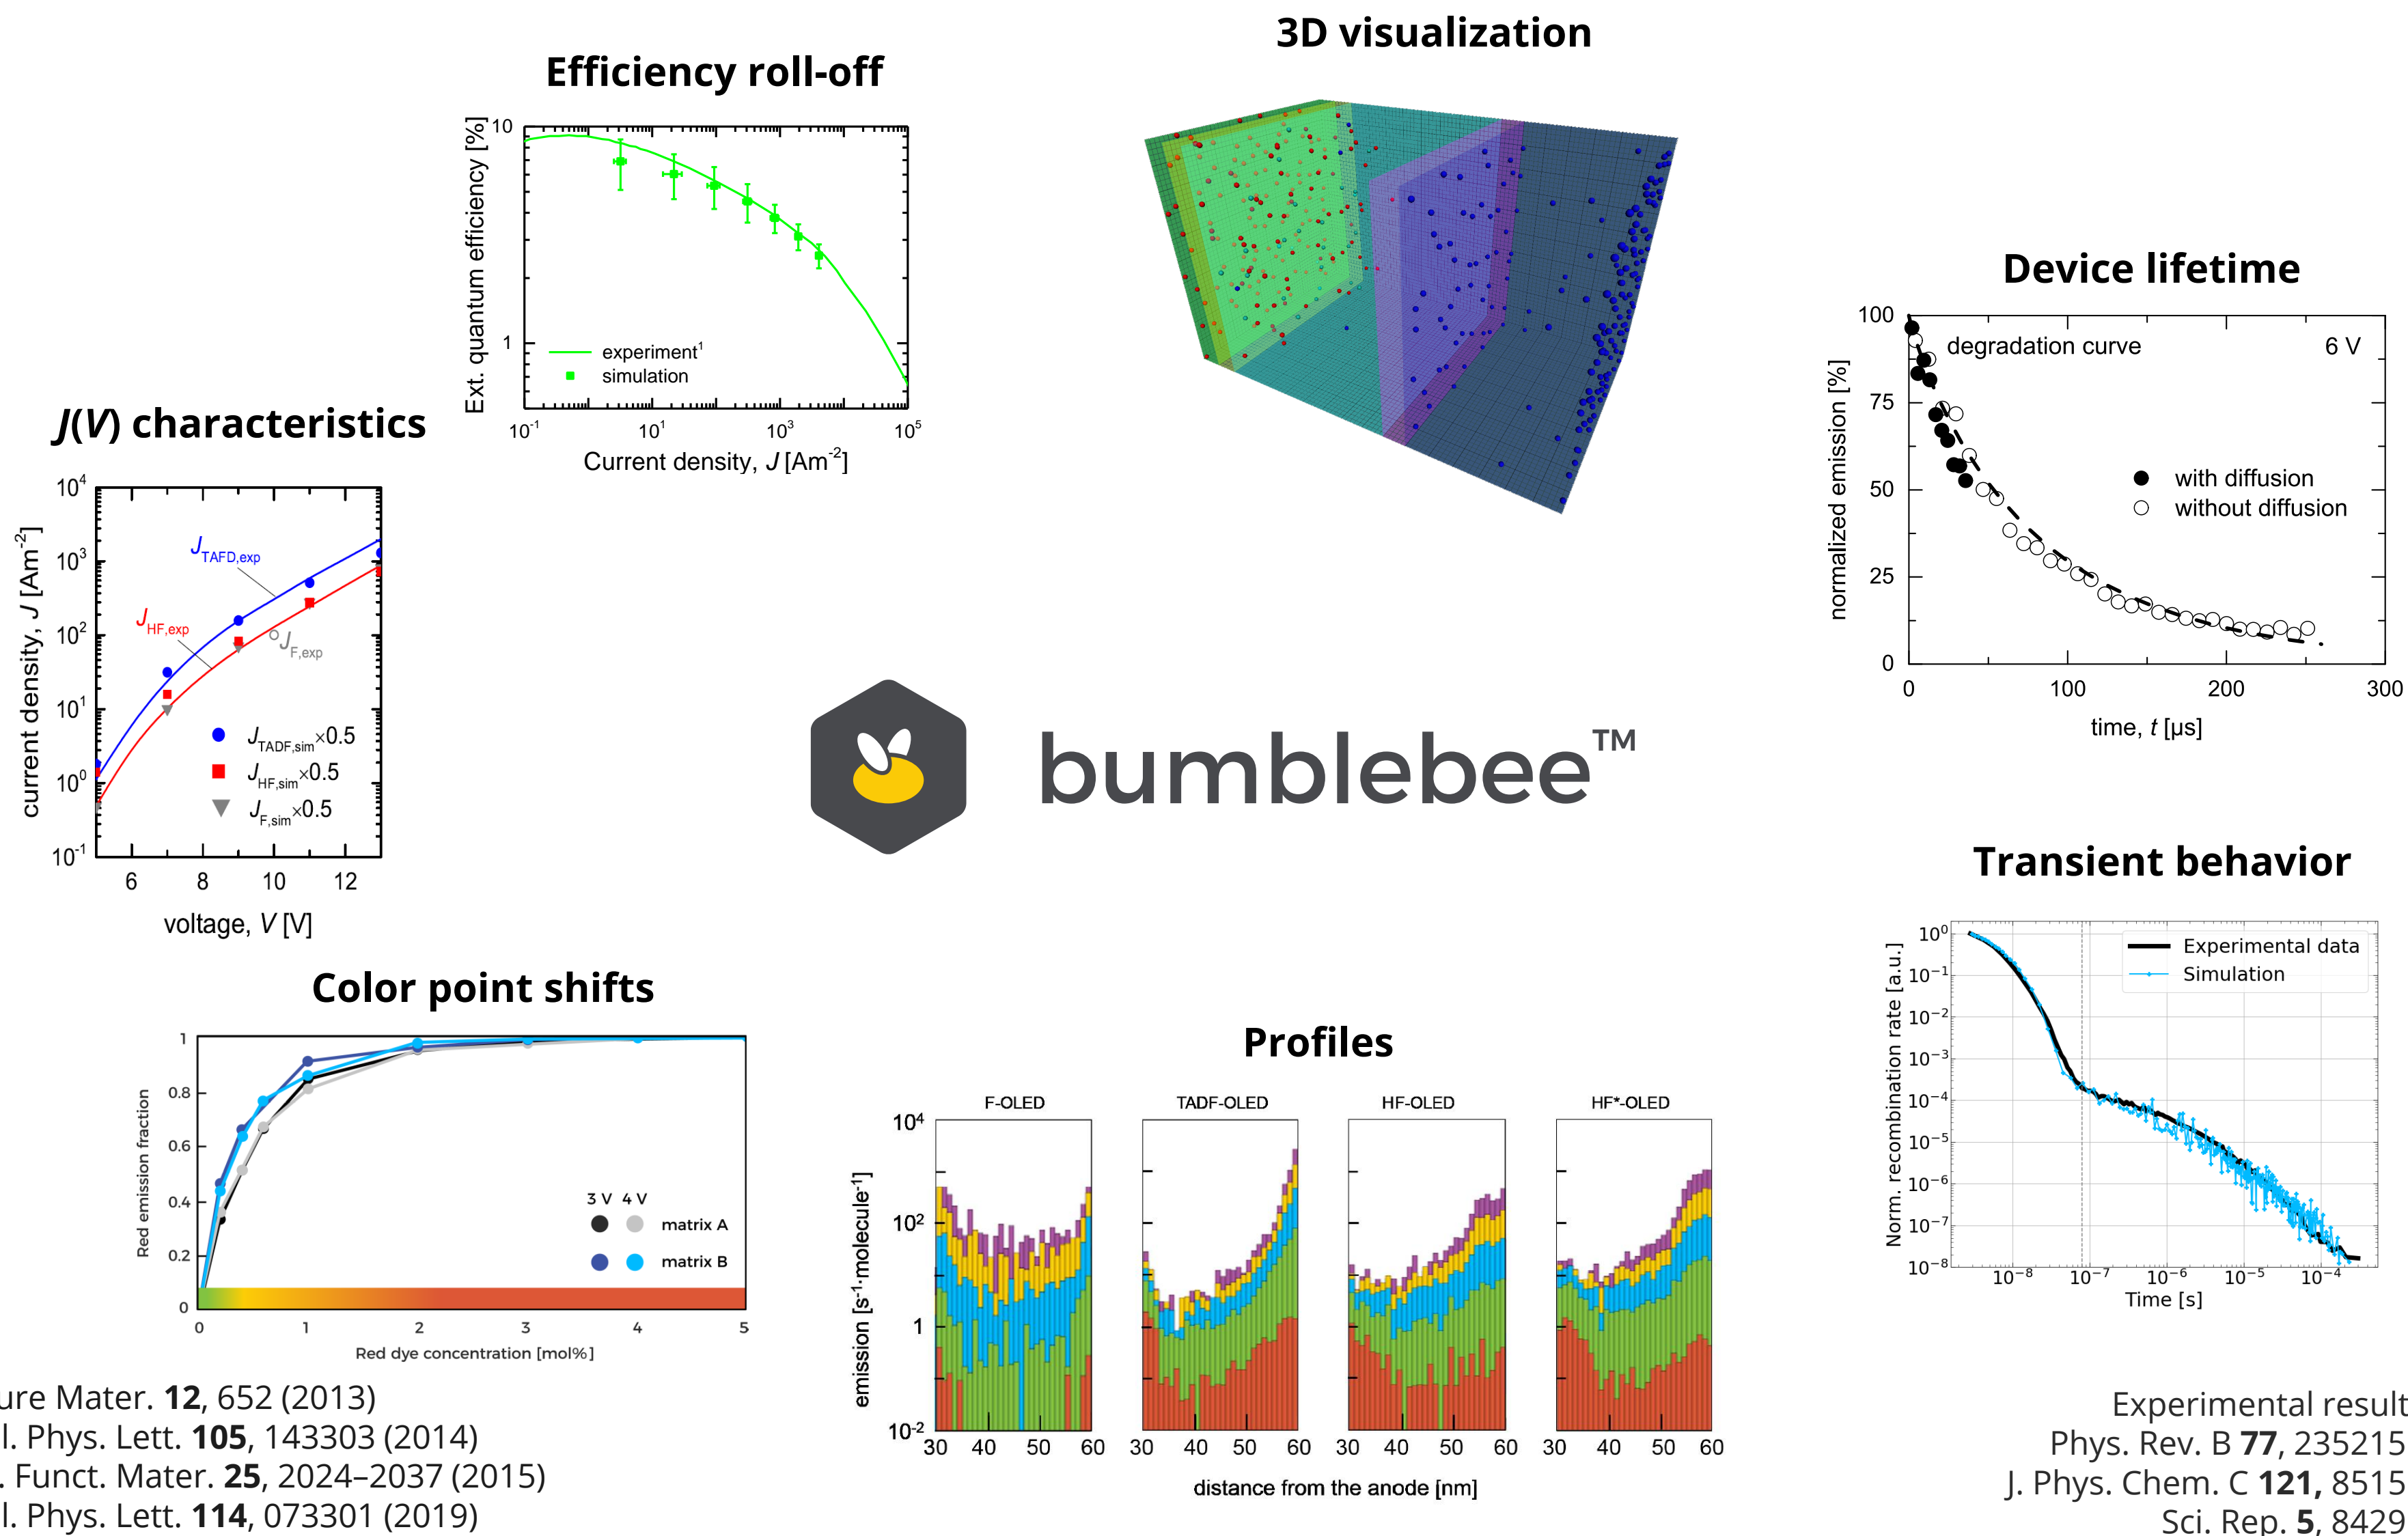 3D visualization
Efficiency roll-off
Ext. quantum efficiency [%]
10
1
experiment¹
simulation
10⁻¹ 10¹ 10³ 10⁵
Current density, J [Am⁻²]
Device lifetime
normalized emission [%]
100
75
50
25
0
degradation curve 6 V
with diffusion
without diffusion
0 100 200 300
time, t [µs]
J(V) characteristics
current density, J [Am⁻²]
10⁴
10³
10²
10¹
10⁰
10⁻¹
J TAFD,exp
J HF,exp
J F,exp
J TADF,sim×0.5
J HF,sim×0.5
J F,sim×0.5
6 8 10 12
voltage, V [V]
bumblebee™
Transient behavior
Norm. recombination rate [a.u.]
10⁰
10⁻¹
10⁻²
10⁻³
10⁻⁴
10⁻⁵
10⁻⁶
10⁻⁷
10⁻⁸
Experimental data
Simulation
10⁻⁸ 10⁻⁷ 10⁻⁶ 10⁻⁵ 10⁻⁴
Time [s]
Color point shifts
Red emission fraction
1
0.8
0.6
0.4
0.2
0
3 V 4 V
matrix A
matrix B
0 1 2 3 4 5
Red dye concentration [mol%]
Profiles
F-OLED TADF-OLED HF-OLED HF*-OLED
emission [s⁻¹·molecule⁻¹]
10⁴
10²
1
10⁻²
30 40 50 60 30 40 50 60 30 40 50 60 30 40 50 60
distance from the anode [nm]
ure Mater. 12, 652 (2013)
l. Phys. Lett. 105, 143303 (2014)
. Funct. Mater. 25, 2024–2037 (2015)
l. Phys. Lett. 114, 073301 (2019)
Experimental result
Phys. Rev. B 77, 235215
J. Phys. Chem. C 121, 8515
Sci. Rep. 5, 8429